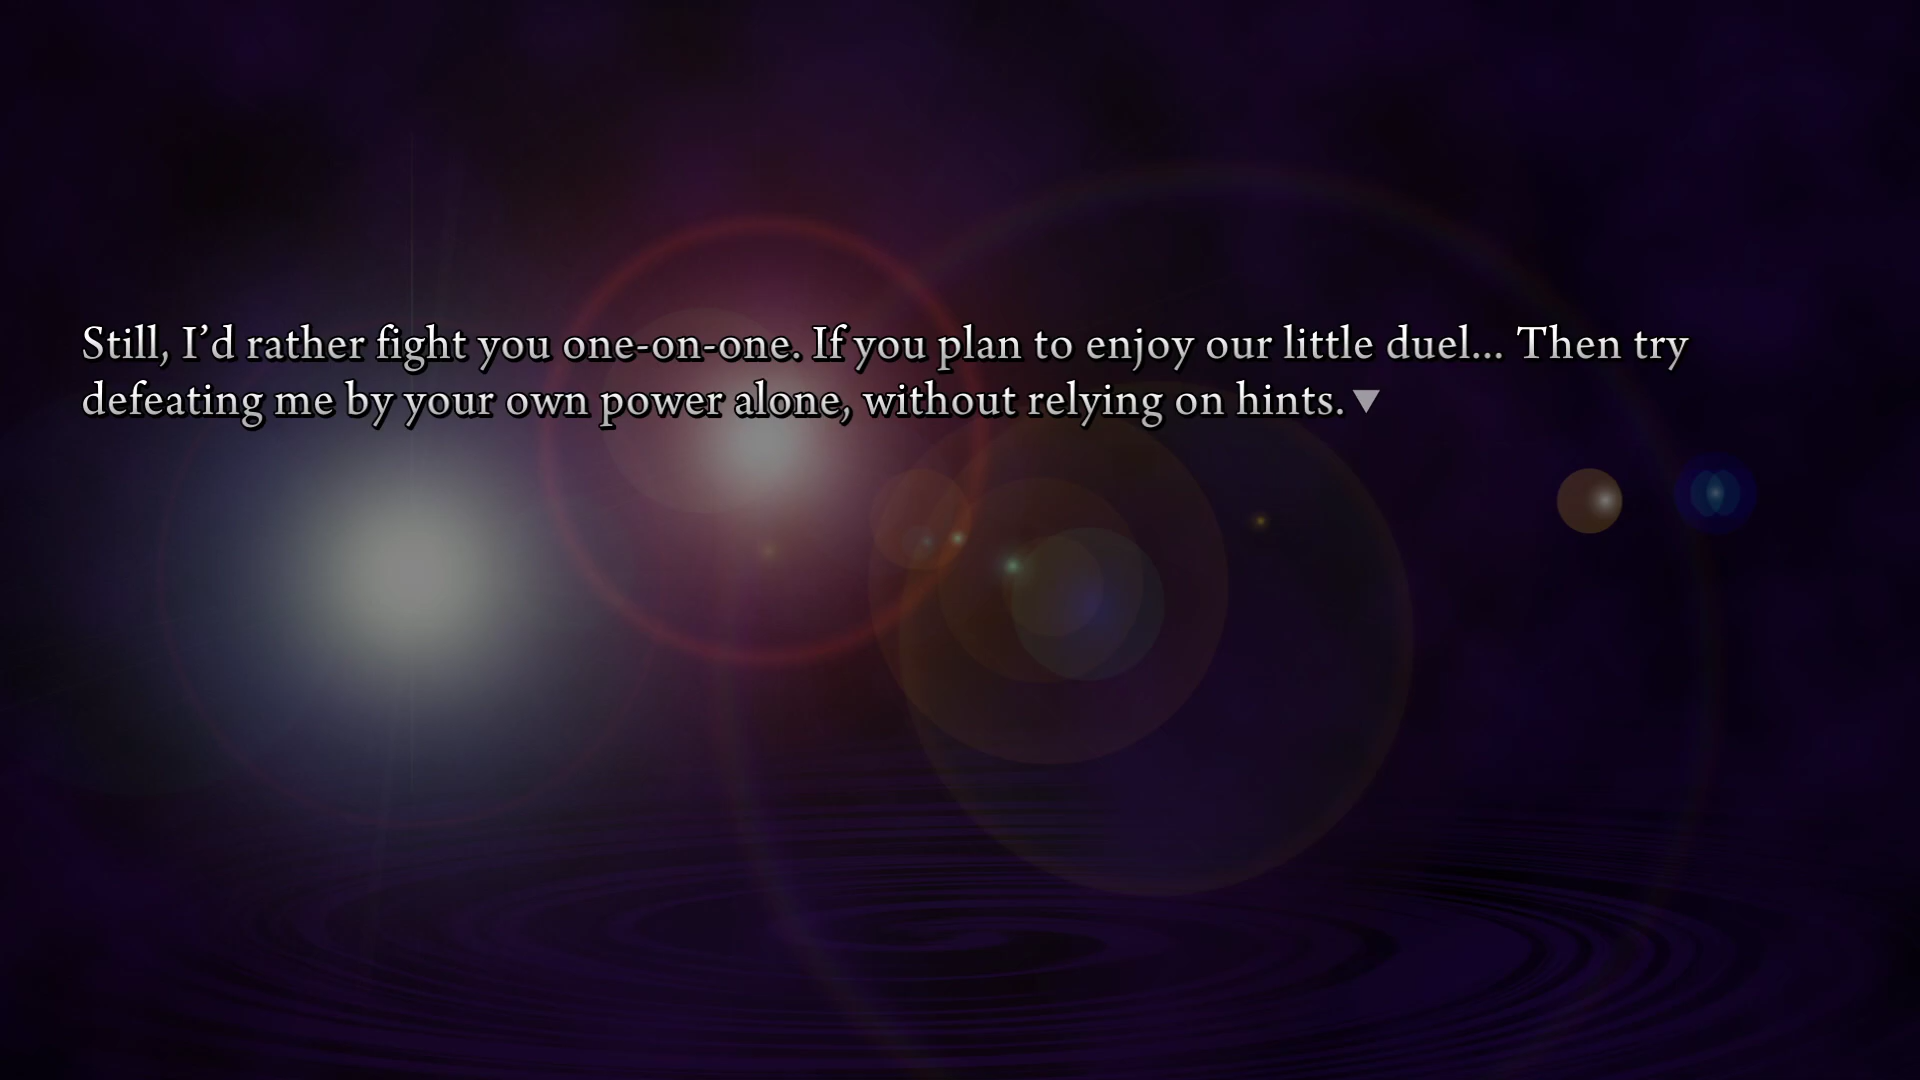 Still, I’d rather fight you one-on-one. If you plan to enjoy our little duel... Then try
defeating me by your own power alone, without relying on hints.